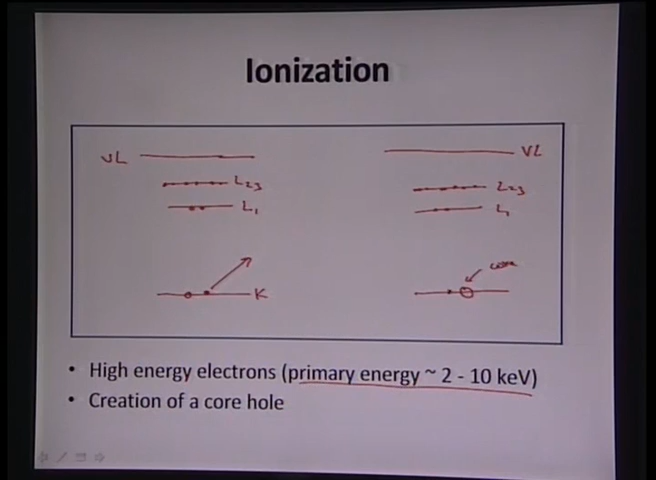 Ionization
VL
VL
L23
L23
L1
L1
core
K
• High energy electrons (primary energy ~ 2 - 10 keV)
• Creation of a core hole